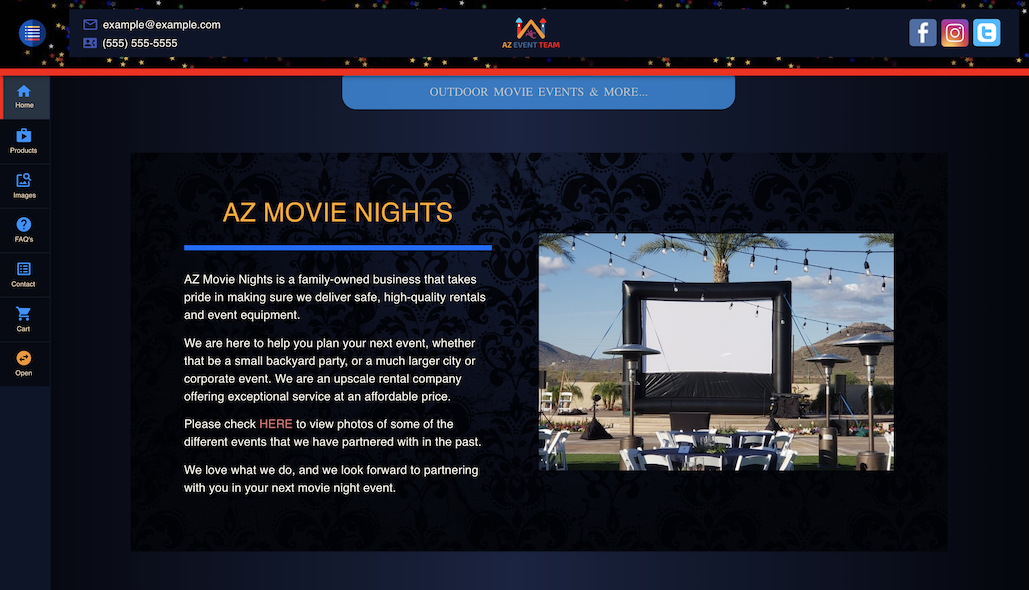 example@example.com
(555) 555-5555
AZ EVENT TEAM
Home
Products
Images
FAQ's
Contact
Cart
Open
OUTDOOR MOVIE EVENTS & MORE...
AZ MOVIE NIGHTS
AZ Movie Nights is a family-owned business that takes
pride in making sure we deliver safe, high-quality rentals
and event equipment.
We are here to help you plan your next event, whether
that be a small backyard party, or a much larger city or
corporate event. We are an upscale rental company
offering exceptional service at an affordable price.
Please check HERE to view photos of some of the
different events that we have partnered with in the past.
We love what we do, and we look forward to partnering
with you in your next movie night event.